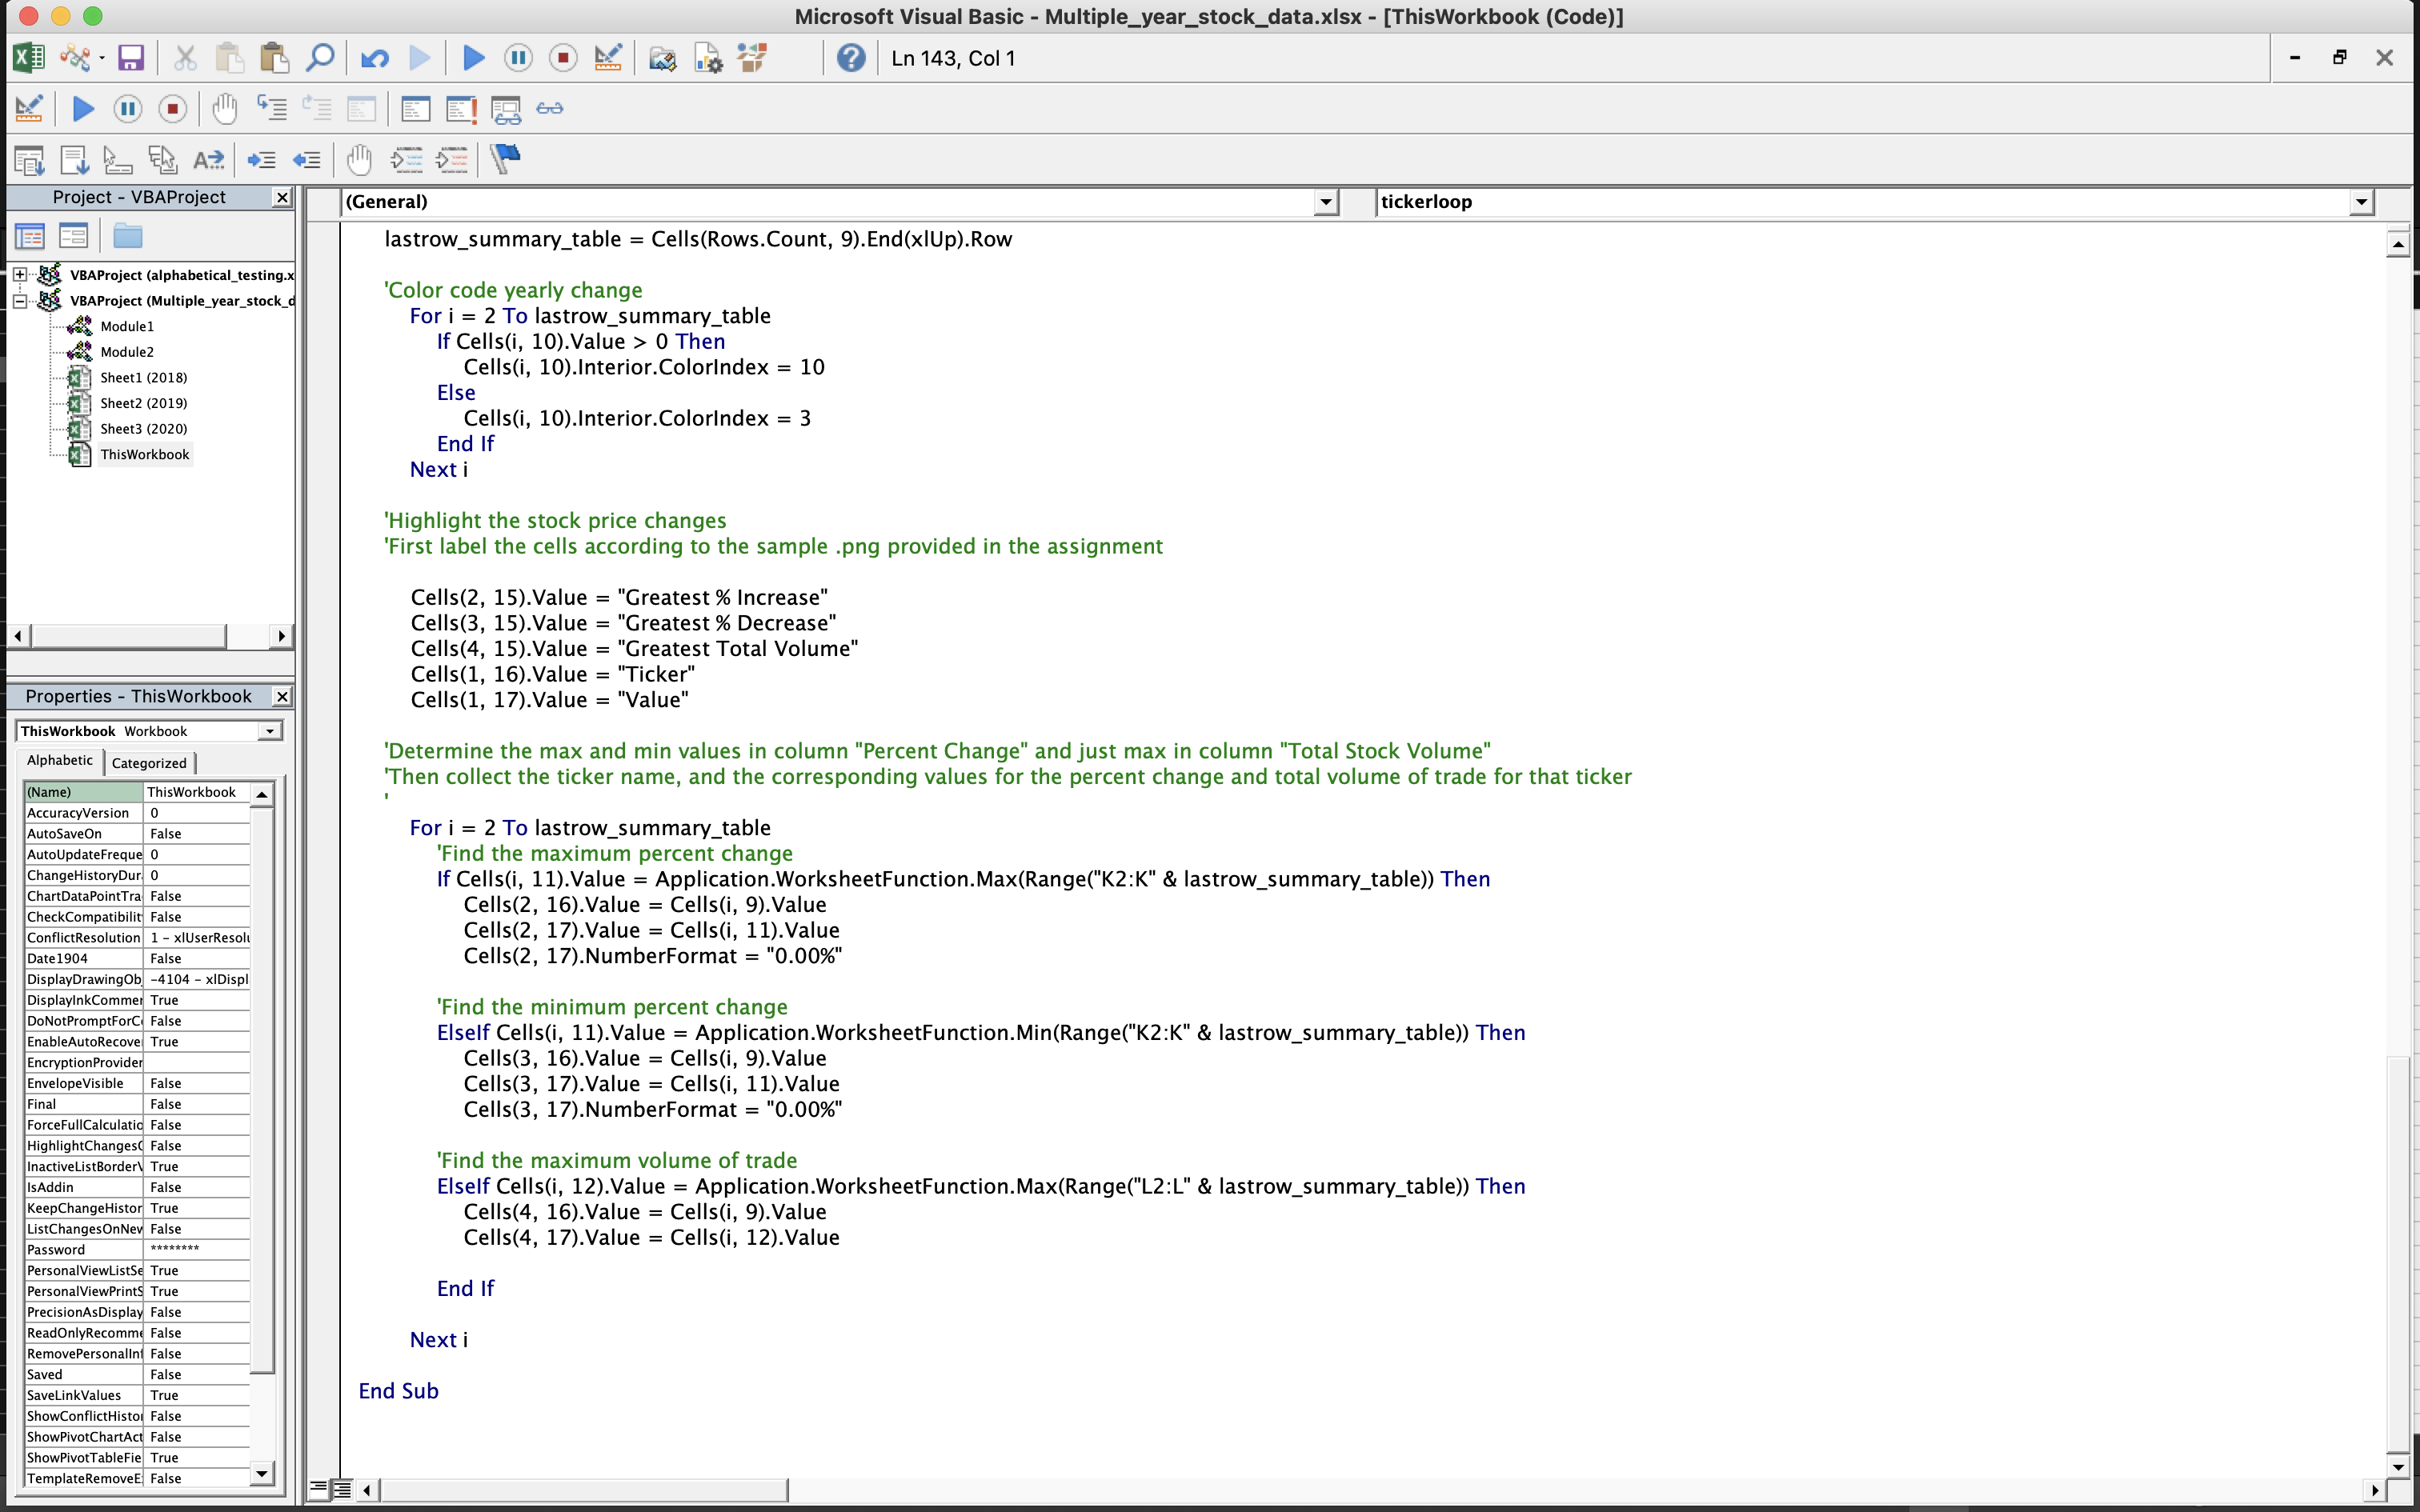 Microsoft Visual Basic - Multiple_year_stock_data.xlsx - [ThisWorkbook (Code)]
Ln 143, Col 1
Project - VBAProject
VBAProject (alphabetical_testing.x
VBAProject (Multiple_year_stock_d
Module1
Module2
Sheet1 (2018)
Sheet2 (2019)
Sheet3 (2020)
ThisWorkbook
Properties - ThisWorkbook
ThisWorkbook Workbook
Alphabetic Categorized
(Name) ThisWorkbook
AccuracyVersion 0
AutoSaveOn False
AutoUpdateFreque 0
ChangeHistoryDur 0
ChartDataPointTra False
CheckCompatibilit False
ConflictResolution 1 - xlUserResolu
Date1904 False
DisplayDrawingOb -4104 - xlDispl
DisplayInkCommer True
DoNotPromptForC False
EnableAutoRecove True
EncryptionProvider
EnvelopeVisible False
Final False
ForceFullCalculatio False
HighlightChangesC False
InactiveListBorderV True
IsAddin False
KeepChangeHistor True
ListChangesOnNew False
Password ********
PersonalViewListSe True
PersonalViewPrintS True
PrecisionAsDisplay False
ReadOnlyRecomme False
RemovePersonalInf False
Saved False
SaveLinkValues True
ShowConflictHistor False
ShowPivotChartAct False
ShowPivotTableFie True
TemplateRemoveE False
(General) tickerloop
lastrow_summary_table = Cells(Rows.Count, 9).End(xlUp).Row
'Color code yearly change
For i = 2 To lastrow_summary_table
If Cells(i, 10).Value > 0 Then
Cells(i, 10).Interior.ColorIndex = 10
Else
Cells(i, 10).Interior.ColorIndex = 3
End If
Next i
'Highlight the stock price changes
'First label the cells according to the sample .png provided in the assignment
Cells(2, 15).Value = "Greatest % Increase"
Cells(3, 15).Value = "Greatest % Decrease"
Cells(4, 15).Value = "Greatest Total Volume"
Cells(1, 16).Value = "Ticker"
Cells(1, 17).Value = "Value"
'Determine the max and min values in column "Percent Change" and just max in column "Total Stock Volume"
'Then collect the ticker name, and the corresponding values for the percent change and total volume of trade for that ticker
'
For i = 2 To lastrow_summary_table
'Find the maximum percent change
If Cells(i, 11).Value = Application.WorksheetFunction.Max(Range("K2:K" & lastrow_summary_table)) Then
Cells(2, 16).Value = Cells(i, 9).Value
Cells(2, 17).Value = Cells(i, 11).Value
Cells(2, 17).NumberFormat = "0.00%"
'Find the minimum percent change
ElseIf Cells(i, 11).Value = Application.WorksheetFunction.Min(Range("K2:K" & lastrow_summary_table)) Then
Cells(3, 16).Value = Cells(i, 9).Value
Cells(3, 17).Value = Cells(i, 11).Value
Cells(3, 17).NumberFormat = "0.00%"
'Find the maximum volume of trade
ElseIf Cells(i, 12).Value = Application.WorksheetFunction.Max(Range("L2:L" & lastrow_summary_table)) Then
Cells(4, 16).Value = Cells(i, 9).Value
Cells(4, 17).Value = Cells(i, 12).Value
End If
Next i
End Sub